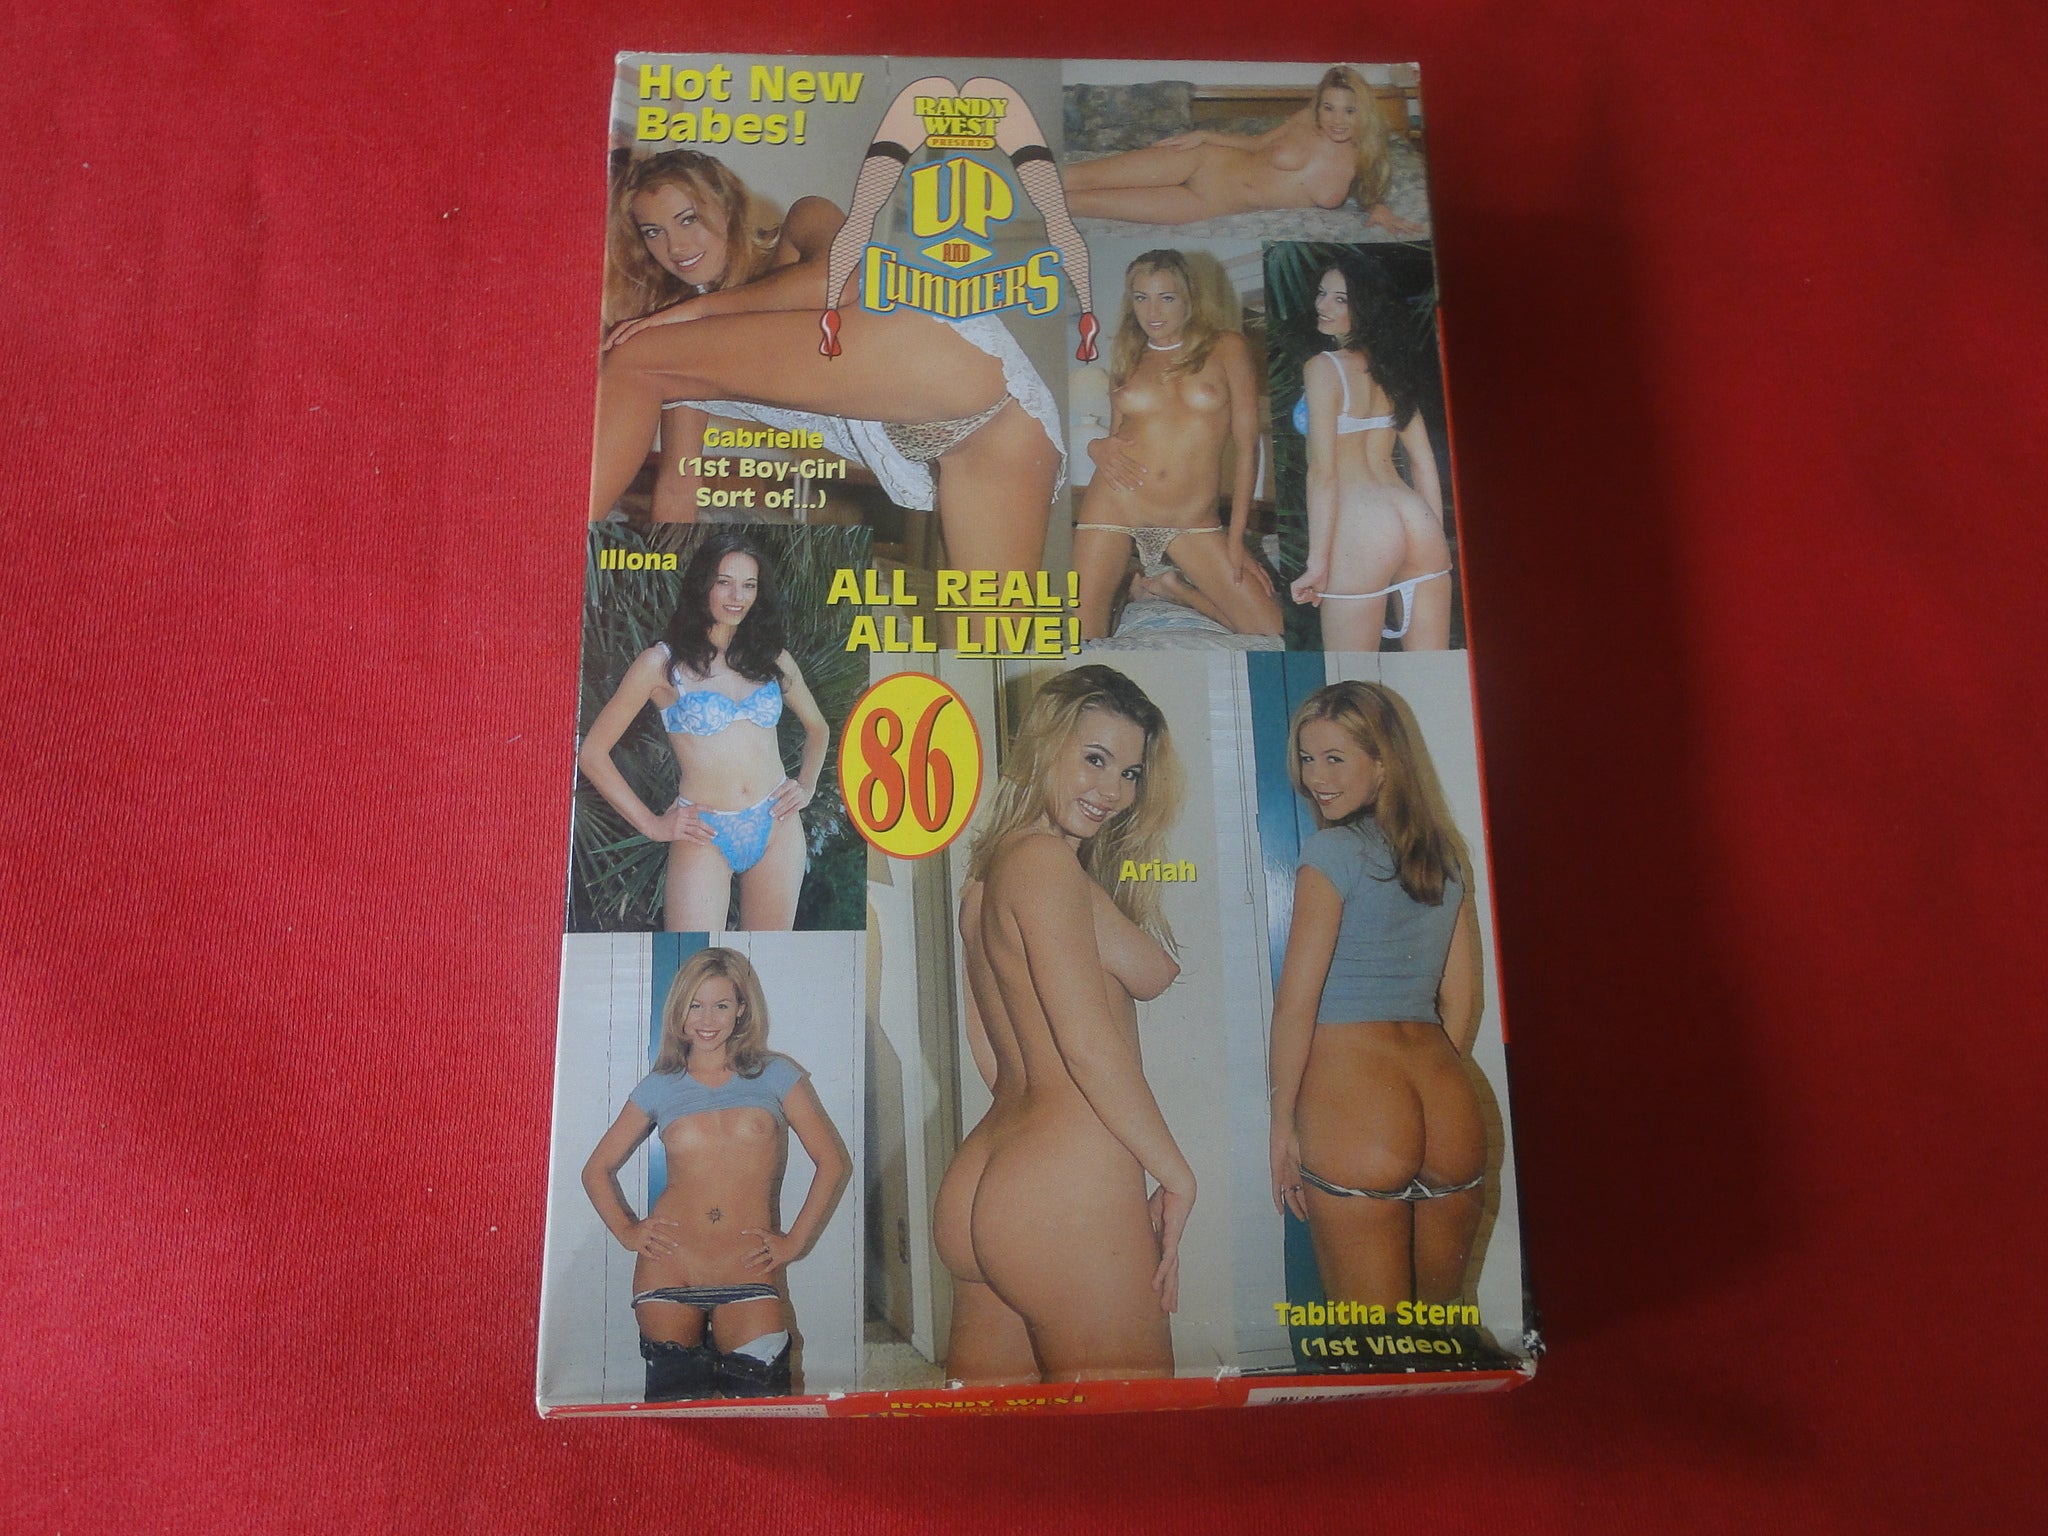 Hot New
Babes!
RANDY
WEST
PRESENTS
UP
AND
CUMMERS
Gabrielle
(1st Boy-Girl
Sort of...)
Illona
ALL REAL!
ALL LIVE!
86
Ariah
Tabitha Stern
(1st Video)
RANDY WEST
(PRESENTS)